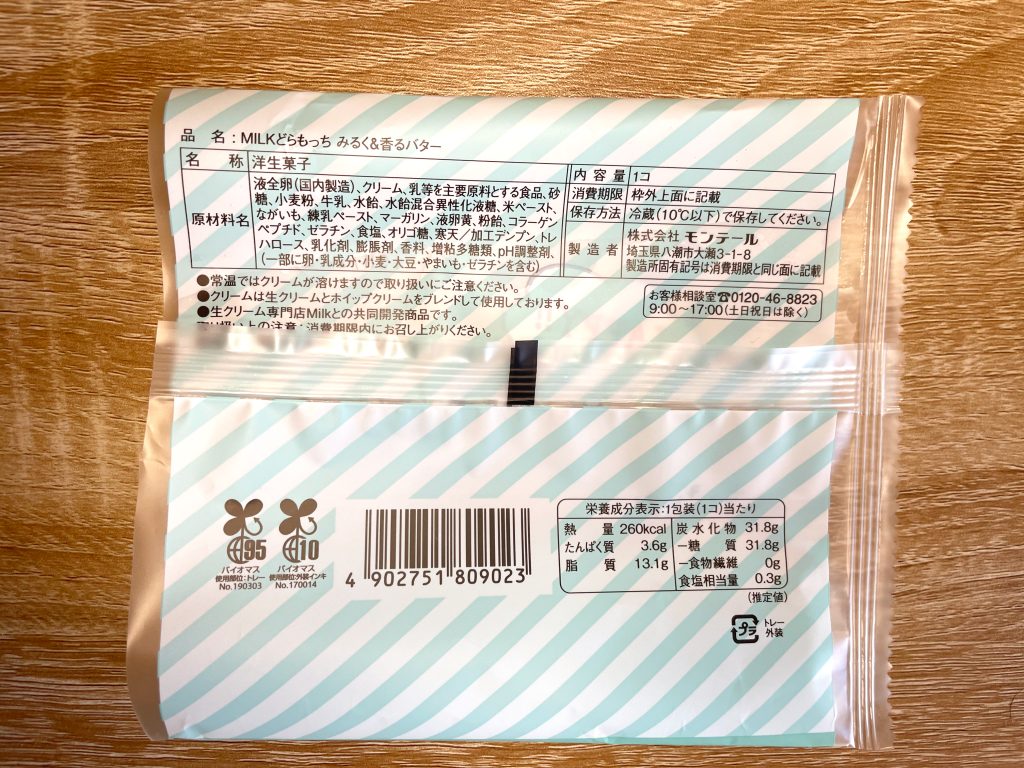 品 名:MILKどらもっち みるく&香るバター
名 称 洋生菓子
原材料名 液全卵(国内製造)、クリーム、乳等を主要原料とする食品、砂
糖、小麦粉、牛乳、水飴、水飴混合異性化液糖、米ペースト、
ながいも、練乳ペースト、マーガリン、液卵黄、粉飴、コラーゲン
ペプチド、ゼラチン、食塩、オリゴ糖、寒天/加工デンプン、トレ
ハロース、乳化剤、膨脹剤、香料、増粘多糖類、pH調整剤、
(一部に卵・乳成分・小麦・大豆・やまいも・ゼラチンを含む)
内容量 1コ
消費期限 枠外上面に記載
保存方法 冷蔵(10℃以下)で保存してください。
製造者 株式会社 モンテール
埼玉県八潮市大瀬3-1-8
製造所固有記号は消費期限と同じ面に記載
●常温ではクリームが溶けますので取り扱いにご注意ください。
●クリームは生クリームとホイップクリームをブレンドして使用しております。
●生クリーム専門店Milkとの共同開発商品です。
取り扱い上の注意:消費期限内にお召し上がりください。
お客様相談室 0120-46-8823
9:00~17:00(土日祝日は除く)
95
バイオマス
使用部位:トレー
No.190303
10
バイオマス
使用部位:外装インキ
No.170014
4 902751 809023
栄養成分表示:1包装(1コ)当たり
熱 量 260kcal 炭水化物 31.8g
たんぱく質 3.6g -糖 質 31.8g
脂 質 13.1g -食物繊維 0g
食塩相当量 0.3g
(推定値)
プラ
トレー
外装